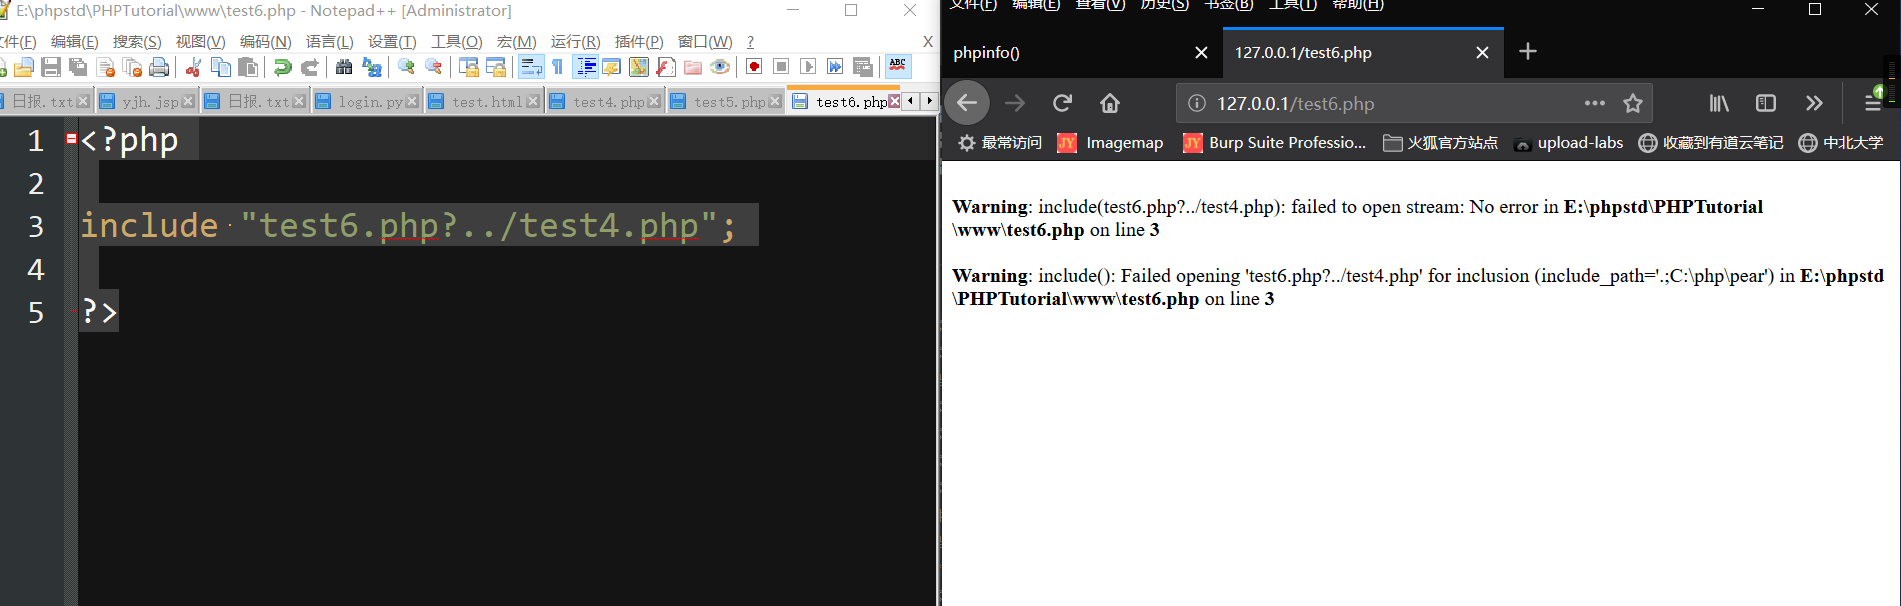 E:\phpstd\PHPTutorial\www\test6.php - Notepad++ [Administrator]
文件(F) 编辑(E) 搜索(S) 视图(V) 编码(N) 语言(L) 设置(T) 工具(O) 宏(M) 运行(R) 插件(P) 窗口(W) ? X
ABC
日报.txt yjh.jsp 日报.txt login.py test.html test4.php test5.php test6.php
1 <?php
2
3 include "test6.php?../test4.php";
4
5 ?>
文件(F) 编辑(E) 查看(V) 历史(S) 书签(B) 工具(T) 帮助(H)
phpinfo() 127.0.0.1/test6.php
127.0.0.1/test6.php
最常访问 JY Imagemap JY Burp Suite Professio... 火狐官方站点 upload-labs 收藏到有道云笔记 中北大学
Warning: include(test6.php?../test4.php): failed to open stream: No error in E:\phpstd\PHPTutorial
\www\test6.php on line 3
Warning: include(): Failed opening 'test6.php?../test4.php' for inclusion (include_path='.;C:\php\pear') in E:\phpstd
\PHPTutorial\www\test6.php on line 3